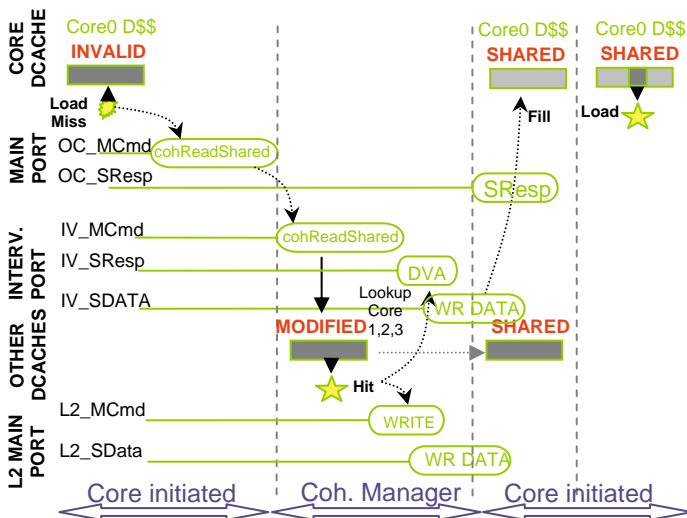 CORE
DCACHE
Core0 D$$
INVALID
Core0 D$$
SHARED
Core0 D$$
SHARED
Load
Miss
Fill
Load
MAIN
PORT
OC_MCmd
cohReadShared
OC_SResp
SResp
INTERV.
PORT
IV_MCmd
cohReadShared
IV_SResp
DVA
IV_SDATA
Lookup
Core
1,2,3
WR DATA
OTHER
DCACHES
MODIFIED
SHARED
Hit
L2 MAIN
PORT
L2_MCmd
WRITE
L2_SData
WR DATA
Core initiated
Coh. Manager
Core initiated